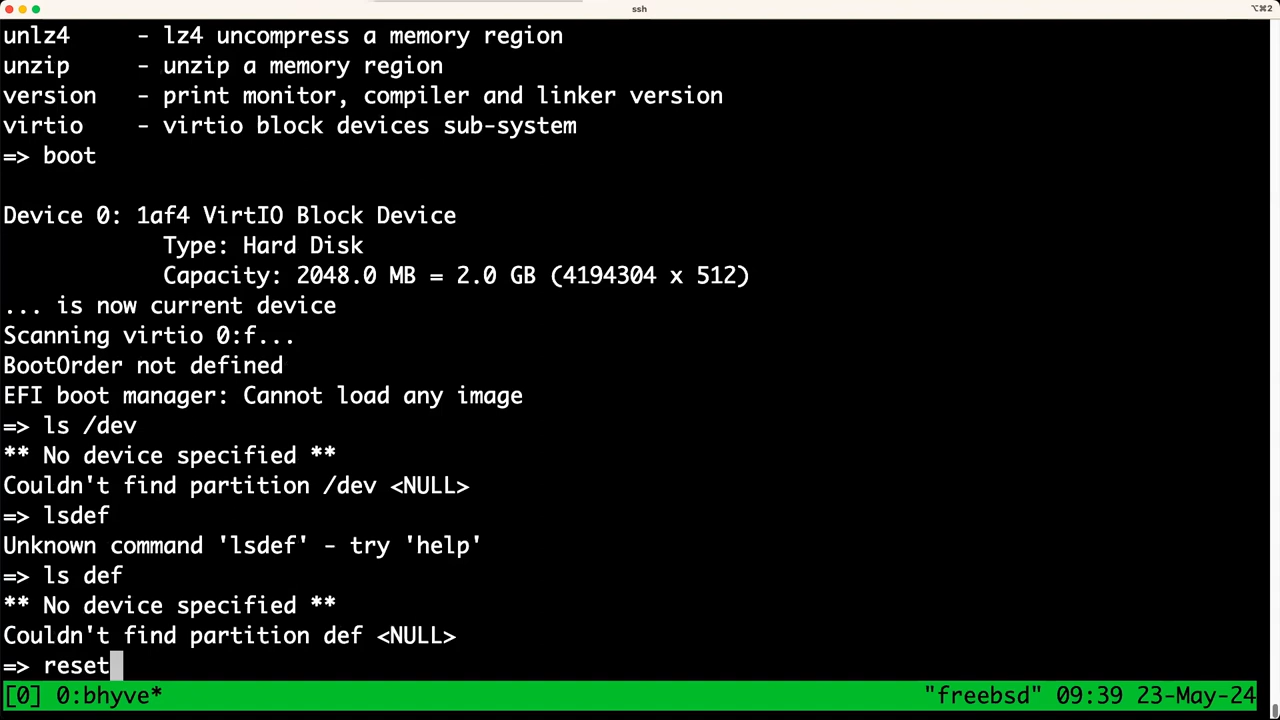 ssh
⌥⌘2
unlz4     - lz4 uncompress a memory region
unzip     - unzip a memory region
version   - print monitor, compiler and linker version
virtio    - virtio block devices sub-system
=> boot
Device 0: 1af4 VirtIO Block Device
            Type: Hard Disk
            Capacity: 2048.0 MB = 2.0 GB (4194304 x 512)
... is now current device
Scanning virtio 0:f...
BootOrder not defined
EFI boot manager: Cannot load any image
=> ls /dev
** No device specified **
Couldn't find partition /dev <NULL>
=> lsdef
Unknown command 'lsdef' - try 'help'
=> ls def
** No device specified **
Couldn't find partition def <NULL>
=> reset
[0] 0:bhyve* "freebsd" 09:39 23-May-24